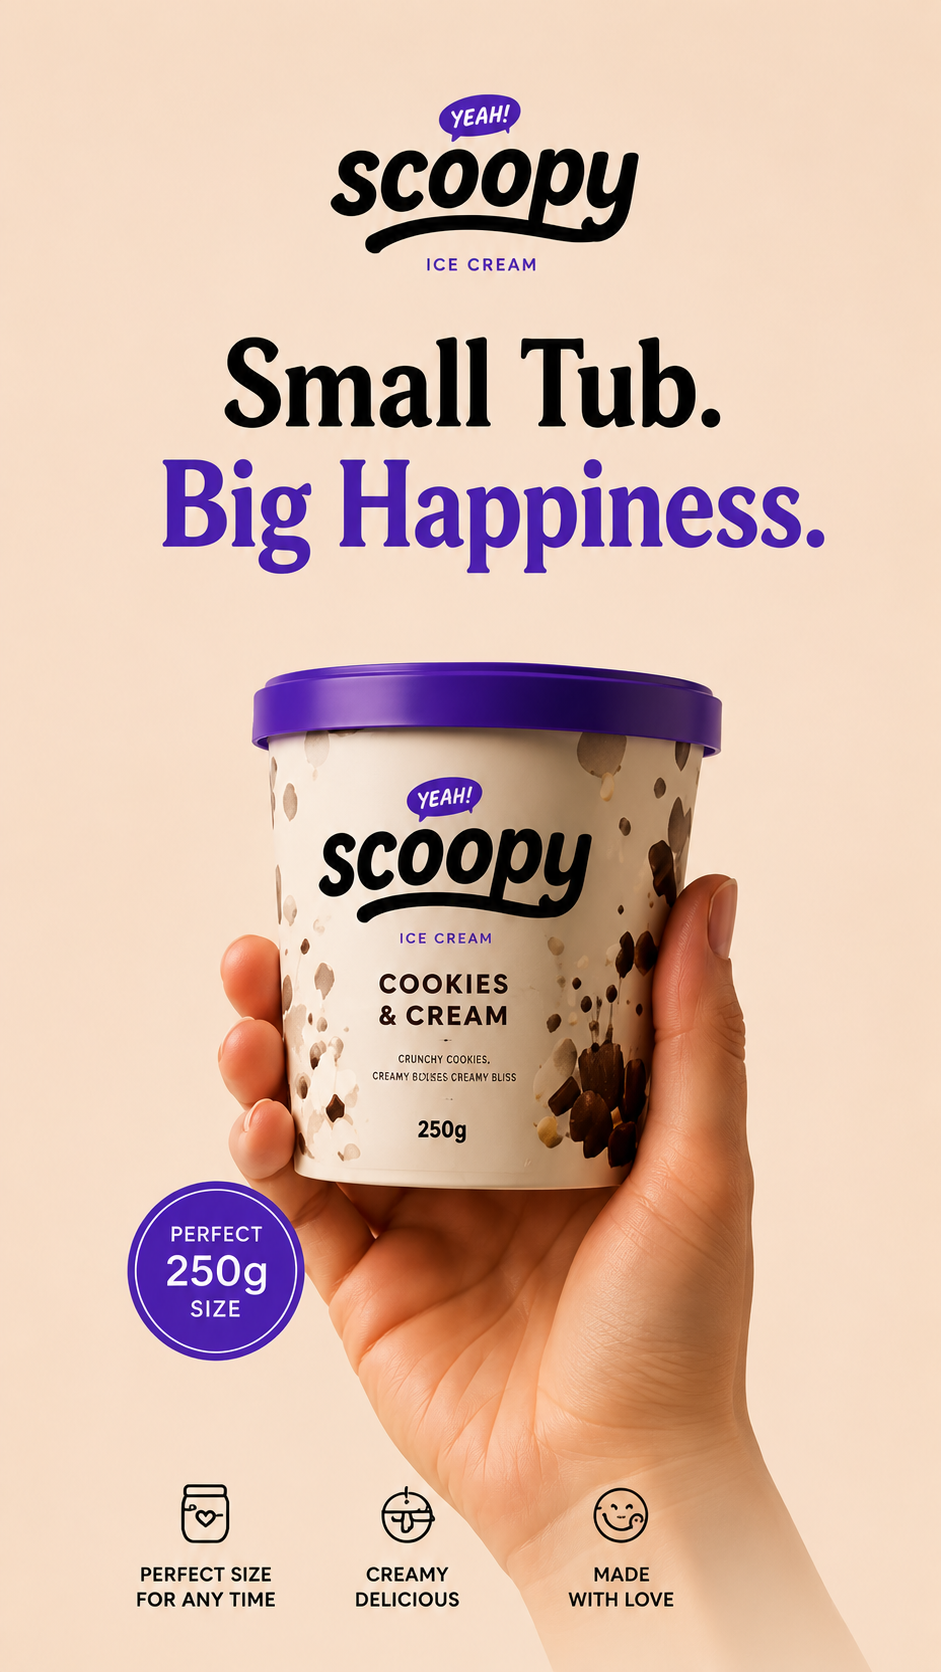 YEAH!
scoopy
ICE CREAM
Small Tub.
Big Happiness.
YEAH!
scoopy
ICE CREAM
COOKIES
& CREAM
CRUNCHY COOKIES,
CREAMY CREAMY BLISS
250g
PERFECT
250g
SIZE
PERFECT SIZE
FOR ANY TIME
CREAMY
DELICIOUS
MADE
WITH LOVE